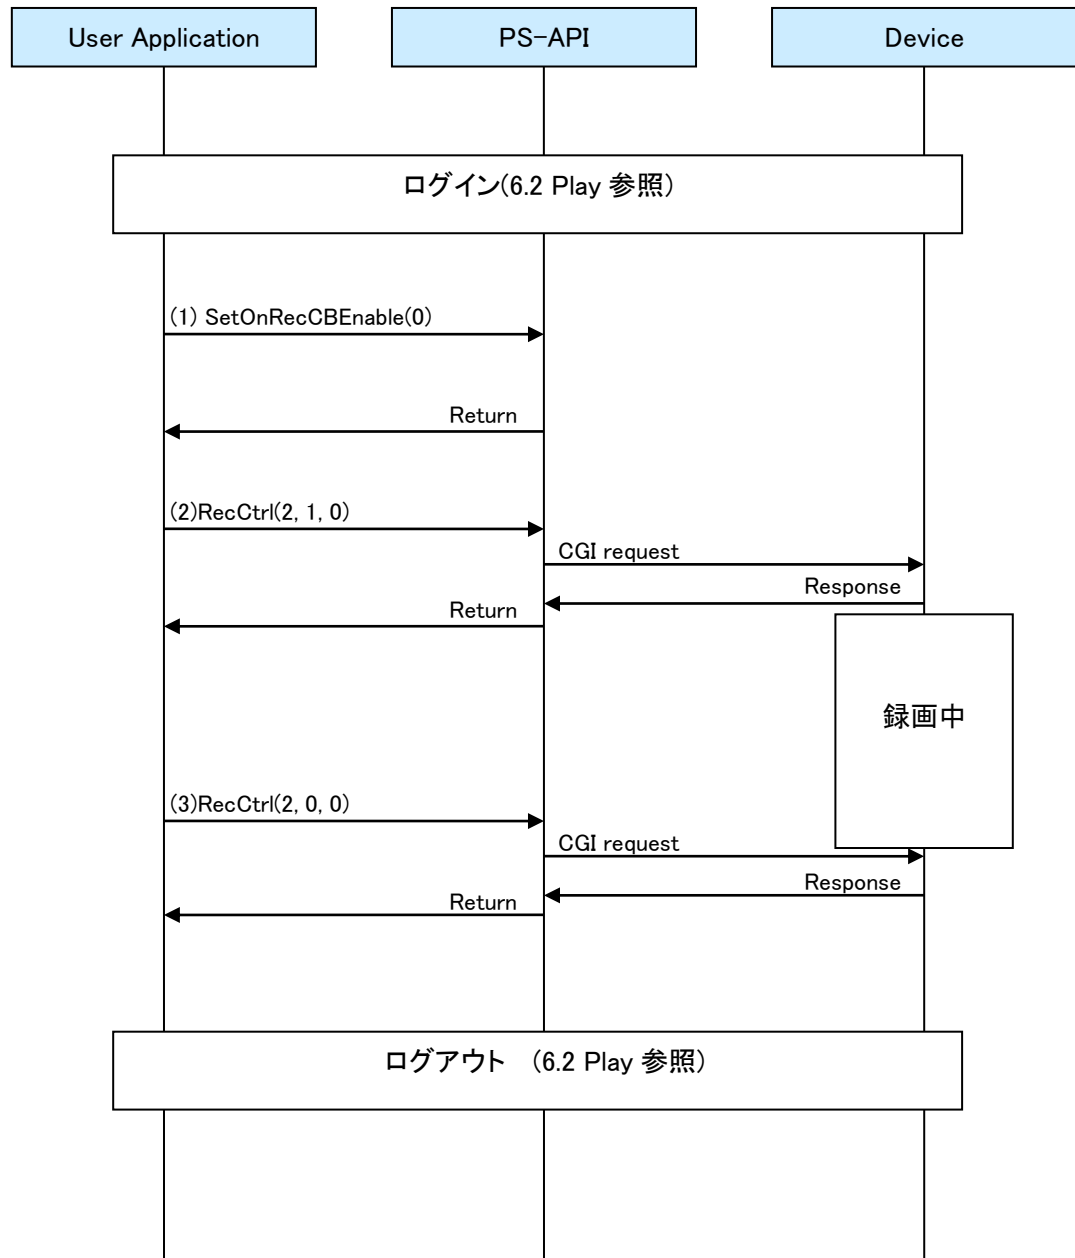 User Application
PS-API
Device
ログイン(6.2 Play 参照)
(1) SetOnRecCBEnable(0)
Return
(2)RecCtrl(2, 1, 0)
CGI request
Response
Return
録画中
(3)RecCtrl(2, 0, 0)
CGI request
Response
Return
ログアウト (6.2 Play 参照)